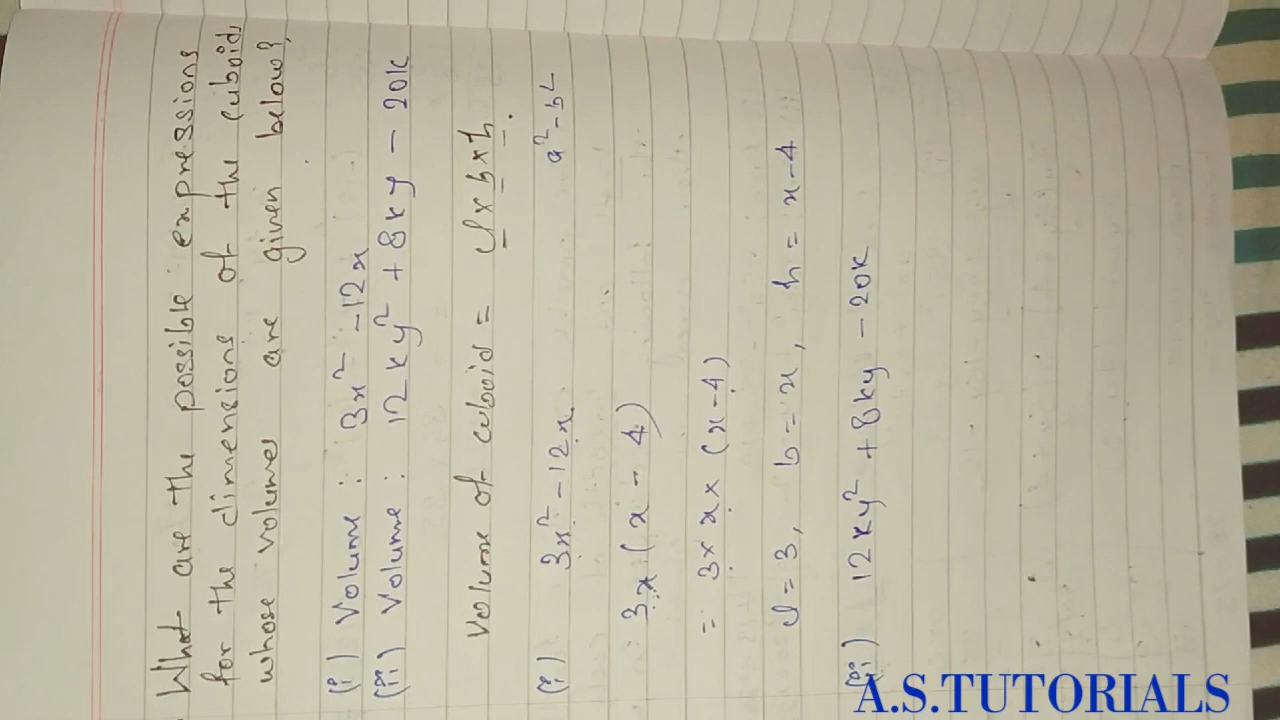 What are the possible expressions
for the dimensions of the cuboids
whose volumes are given below?
(i) Volume : 3x² - 12x
(ii) Volume : 12ky² + 8ky - 20k
Volume of cuboid = l x b x h.
(i) 3x² - 12x a² - b²
3x (x - 4)
= 3 x x x (x-4)
l = 3, b = x, h = x-4
(ii) 12ky² + 8ky - 20k
A.S.TUTORIALS